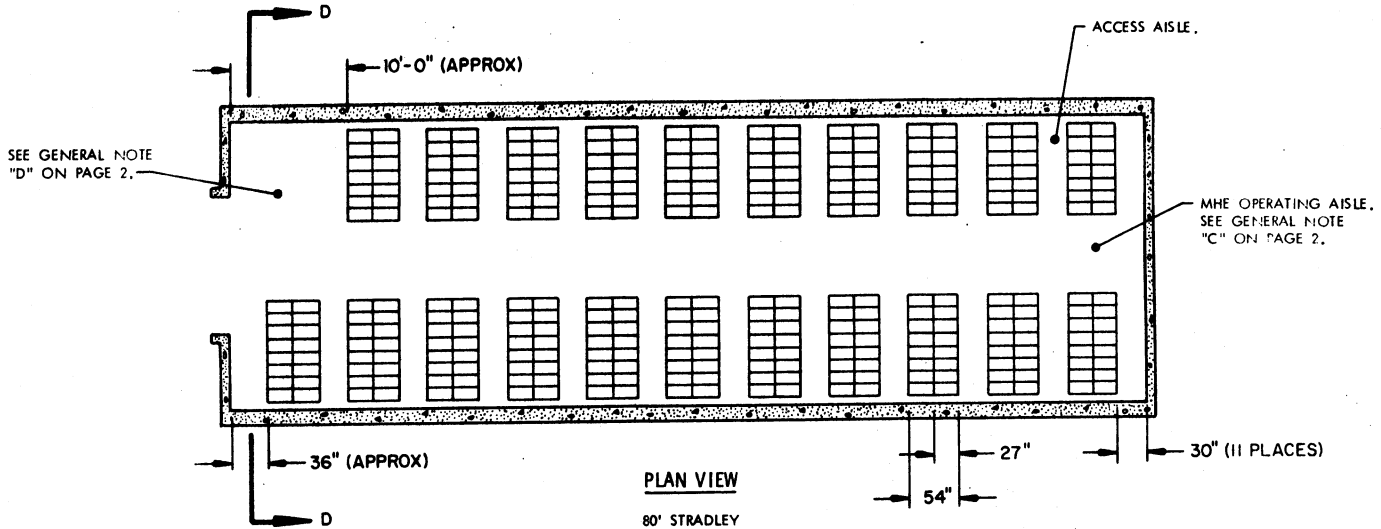 D
ACCESS AISLE.
10'-0" (APPROX)
SEE GENERAL NOTE
"D" ON PAGE 2.
MHE OPERATING AISLE.
SEE GENERAL NOTE
"C" ON PAGE 2.
36" (APPROX)
27"
30" (11 PLACES)
PLAN VIEW
54"
80' STRADLEY
D